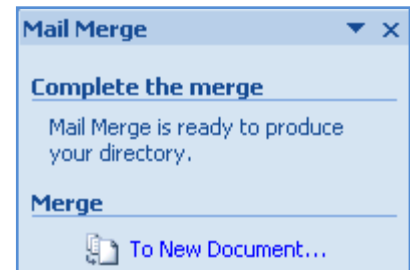 Mail Merge
Complete the merge
Mail Merge is ready to produce
your directory.
Merge
To New Document...